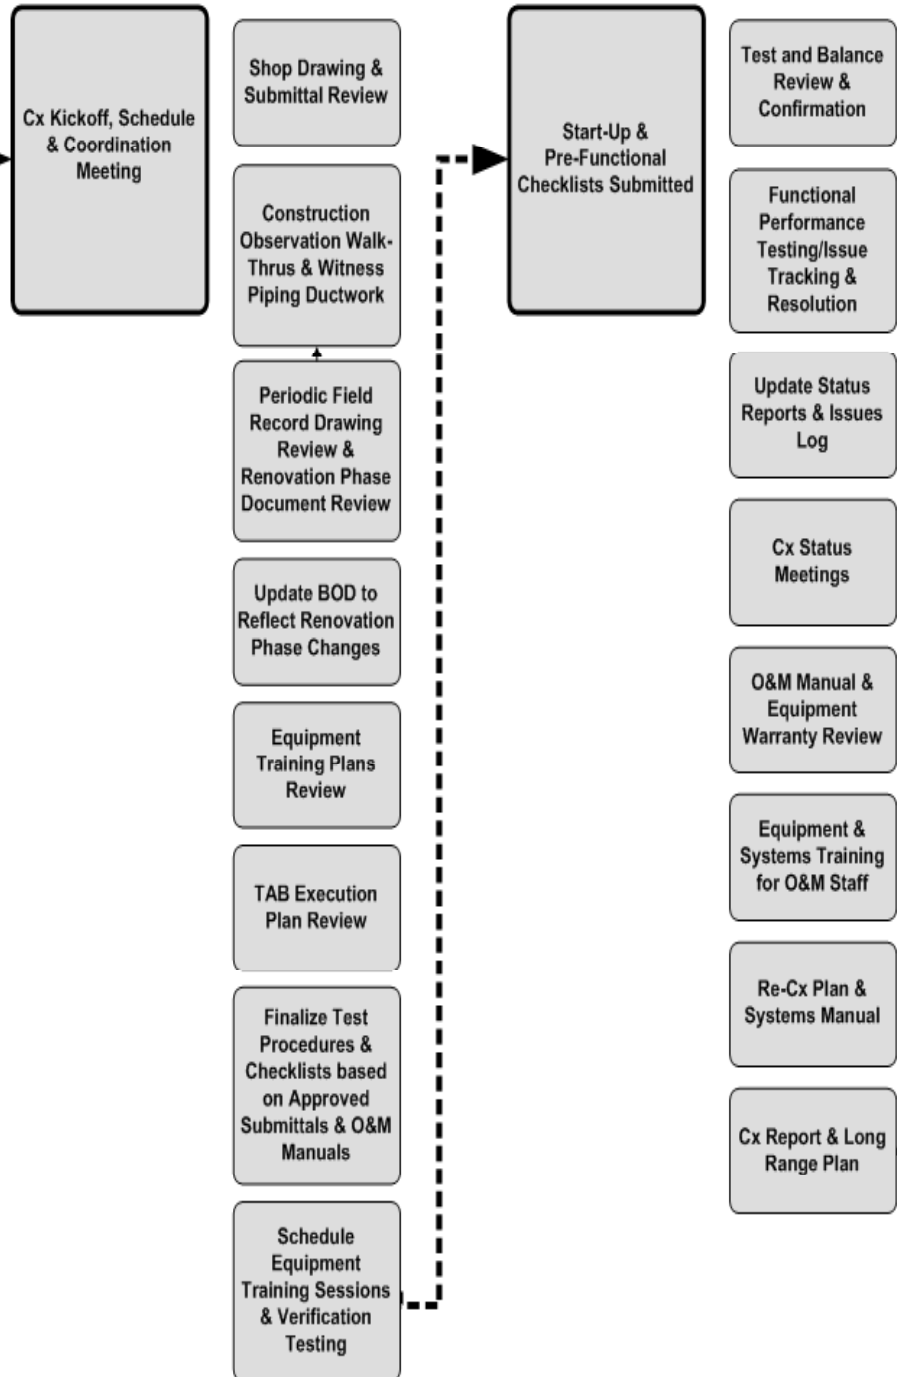 Cx Kickoff, Schedule
& Coordination
Meeting
Shop Drawing &
Submittal Review
Construction
Observation Walk-
Thrus & Witness
Piping Ductwork
Periodic Field
Record Drawing
Review &
Renovation Phase
Document Review
Update BOD to
Reflect Renovation
Phase Changes
Equipment
Training Plans
Review
TAB Execution
Plan Review
Finalize Test
Procedures &
Checklists based
on Approved
Submittals & O&M
Manuals
Schedule
Equipment
Training Sessions
& Verification
Testing
Start-Up &
Pre-Functional
Checklists Submitted
Test and Balance
Review &
Confirmation
Functional
Performance
Testing/Issue
Tracking &
Resolution
Update Status
Reports & Issues
Log
Cx Status
Meetings
O&M Manual &
Equipment
Warranty Review
Equipment &
Systems Training
for O&M Staff
Re-Cx Plan &
Systems Manual
Cx Report & Long
Range Plan